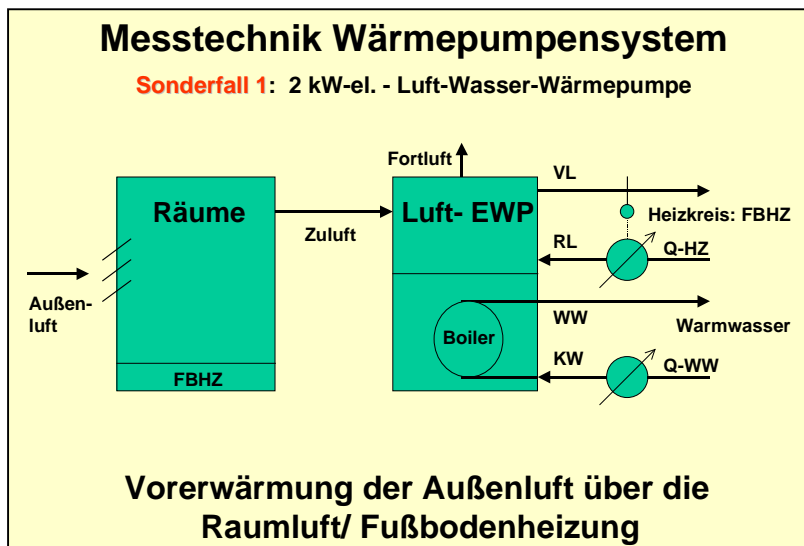 Messtechnik Wärmepumpensystem
Sonderfall 1: 2 kW-el. - Luft-Wasser-Wärmepumpe
Fortluft
VL
Räume
Luft- EWP
Heizkreis: FBHZ
Zuluft
RL
Q-HZ
Außen-
luft
WW
Warmwasser
Boiler
KW
Q-WW
FBHZ
Vorerwärmung der Außenluft über die
Raumluft/ Fußbodenheizung